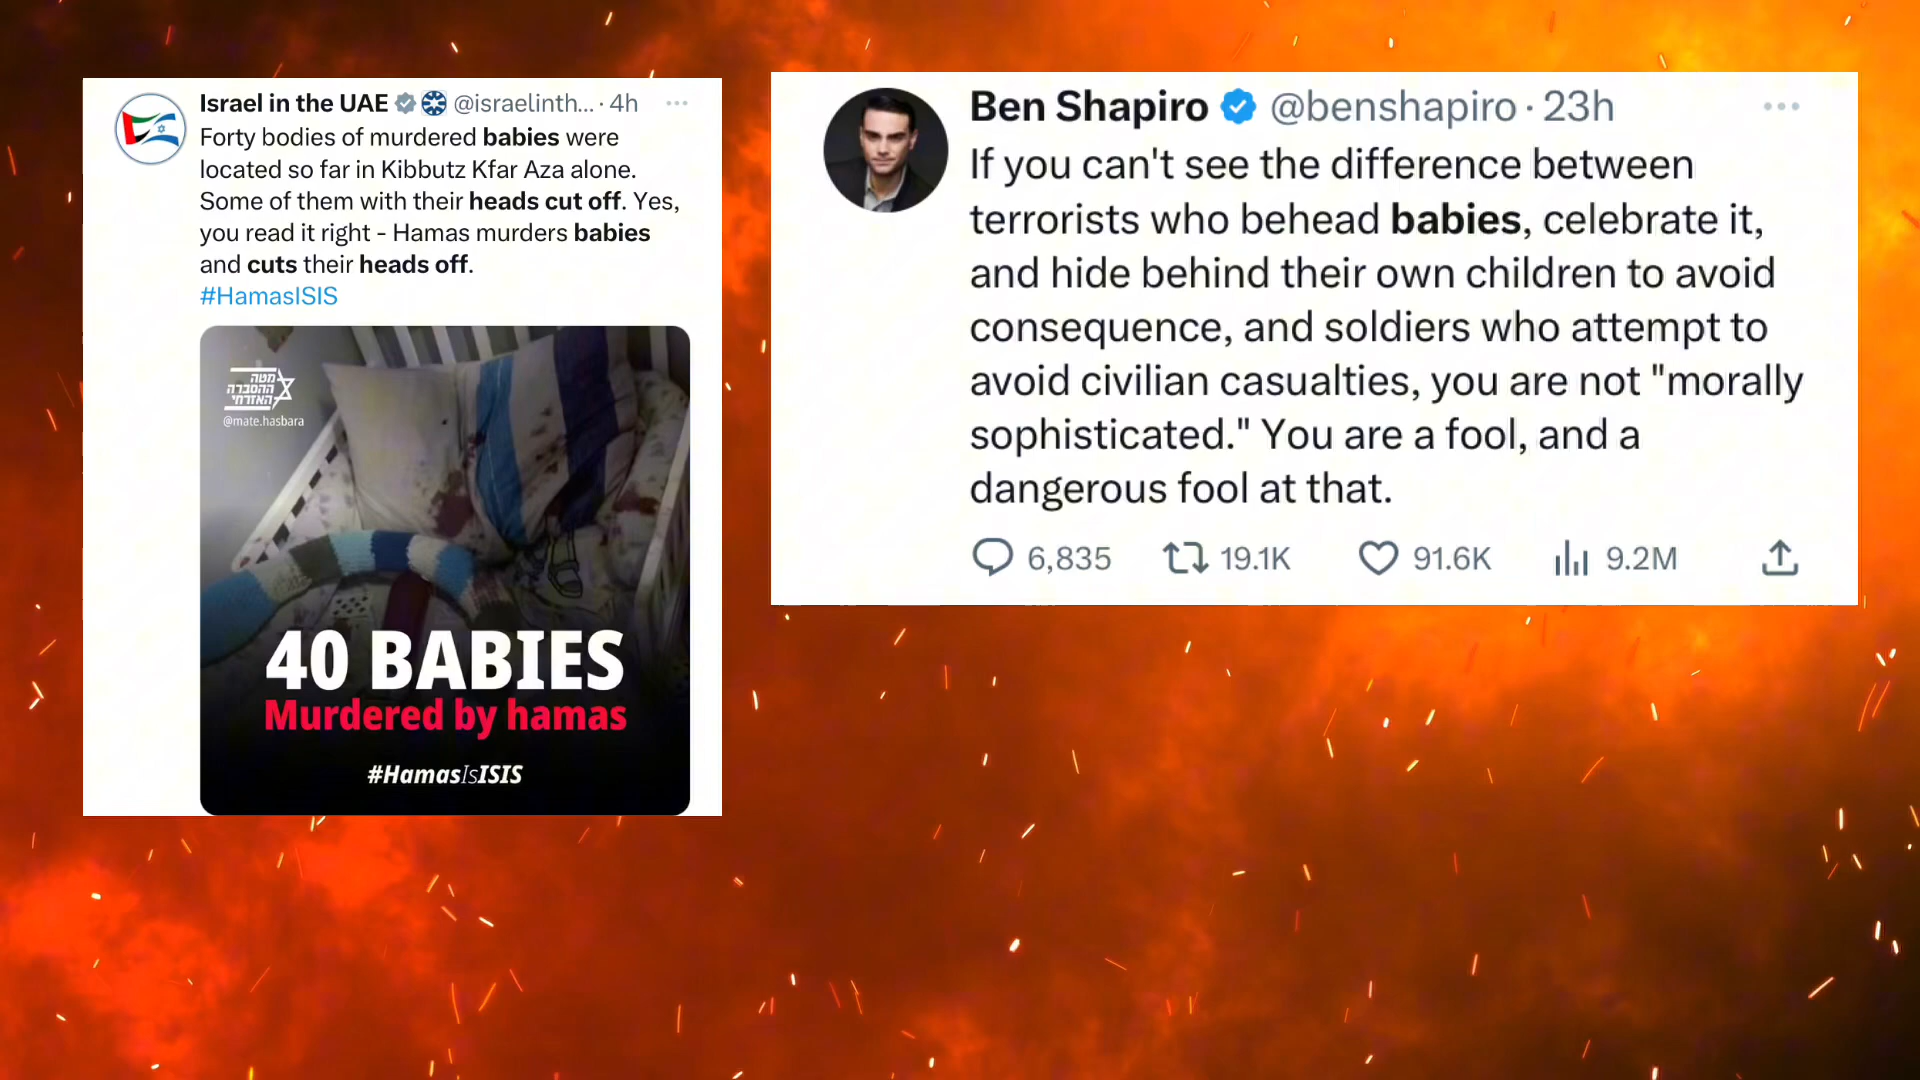 Israel in the UAE @israelinth... · 4h
Forty bodies of murdered babies were
located so far in Kibbutz Kfar Aza alone.
Some of them with their heads cut off. Yes,
you read it right - Hamas murders babies
and cuts their heads off.
#HamasISIS
מטה
ההסברה
האזרחי
@mate.hasbara
40 BABIES
Murdered by hamas
#HamasIsISIS
Ben Shapiro @benshapiro · 23h
If you can't see the difference between
terrorists who behead babies, celebrate it,
and hide behind their own children to avoid
consequence, and soldiers who attempt to
avoid civilian casualties, you are not "morally
sophisticated." You are a fool, and a
dangerous fool at that.
6,835 19.1K 91.6K 9.2M